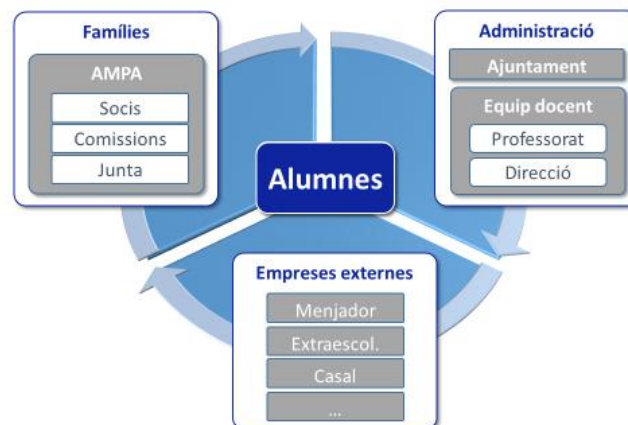 Famílies
AMPA
Socis
Comissions
Junta
Administració
Ajuntament
Equip docent
Professorat
Direcció
Alumnes
Empreses externes
Menjador
Extraescol.
Casal
...